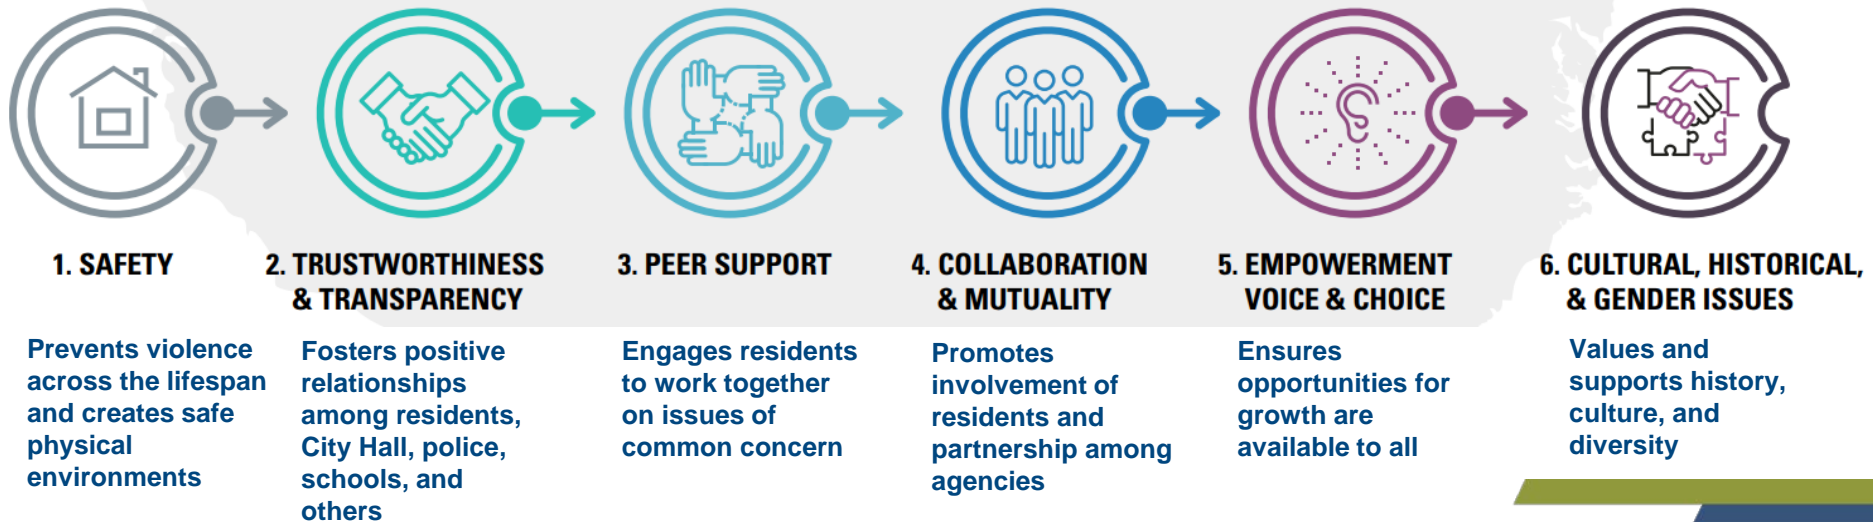 1. SAFETY
Prevents violence
across the lifespan
and creates safe
physical
environments
2. TRUSTWORTHINESS
& TRANSPARENCY
Fosters positive
relationships
among residents,
City Hall, police,
schools, and
others
3. PEER SUPPORT
Engages residents
to work together
on issues of
common concern
4. COLLABORATION
& MUTUALITY
Promotes
involvement of
residents and
partnership among
agencies
5. EMPOWERMENT
VOICE & CHOICE
Ensures
opportunities for
growth are
available to all
6. CULTURAL, HISTORICAL,
& GENDER ISSUES
Values and
supports history,
culture, and
diversity